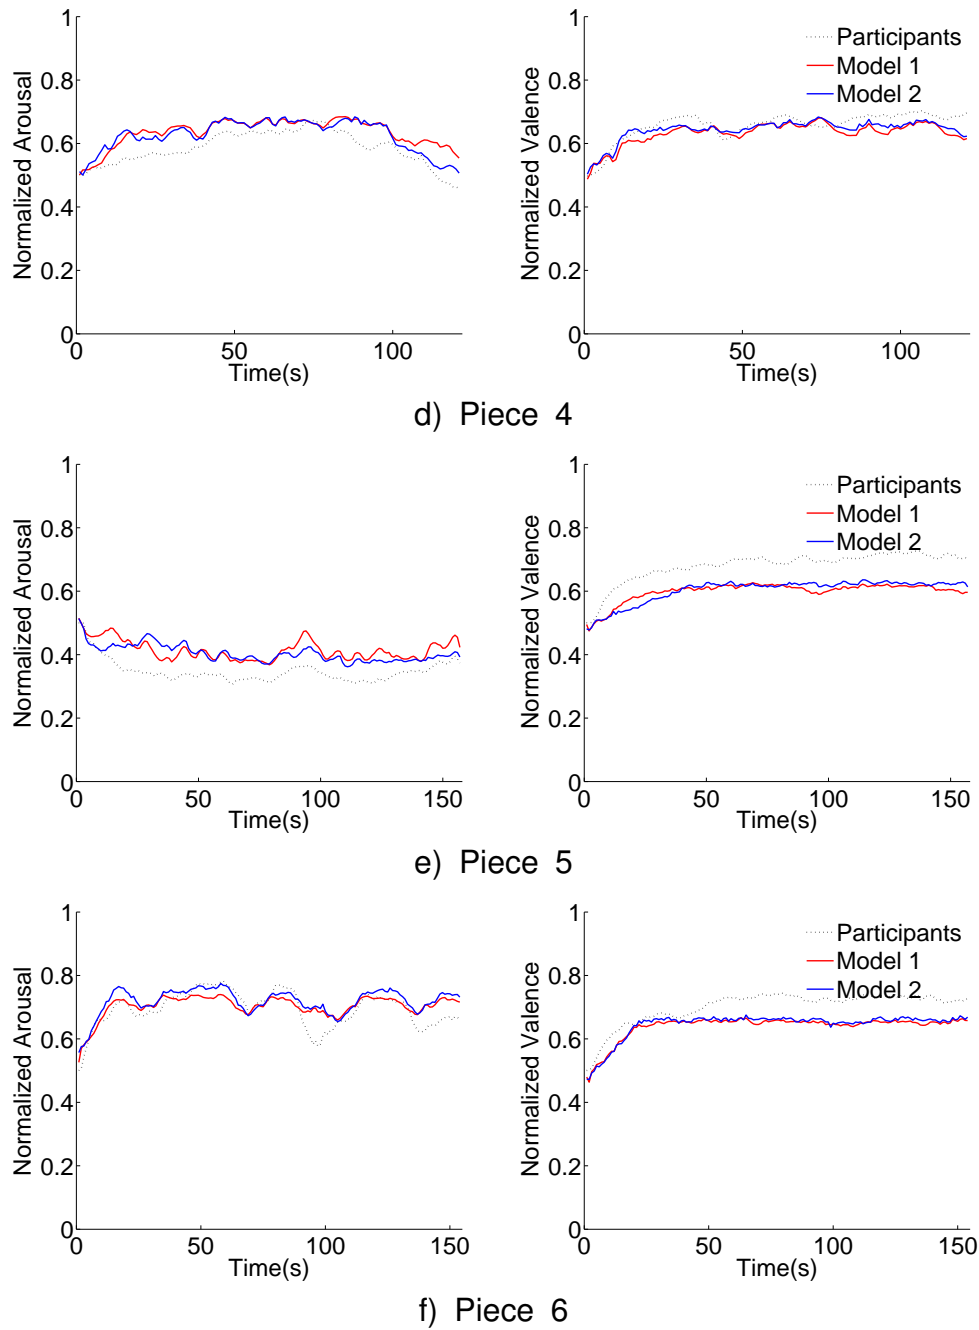 1
0.8
0.6
0.4
0.2
0
0 50 100
Normalized Arousal
Time(s)
1
0.8
0.6
0.4
0.2
0
0 50 100
Normalized Valence
Time(s)
Participants
Model 1
Model 2
d) Piece 4
1
0.8
0.6
0.4
0.2
0
0 50 100 150
Normalized Arousal
Time(s)
1
0.8
0.6
0.4
0.2
0
0 50 100 150
Normalized Valence
Time(s)
Participants
Model 1
Model 2
e) Piece 5
1
0.8
0.6
0.4
0.2
0
0 50 100 150
Normalized Arousal
Time(s)
1
0.8
0.6
0.4
0.2
0
0 50 100 150
Normalized Valence
Time(s)
Participants
Model 1
Model 2
f) Piece 6